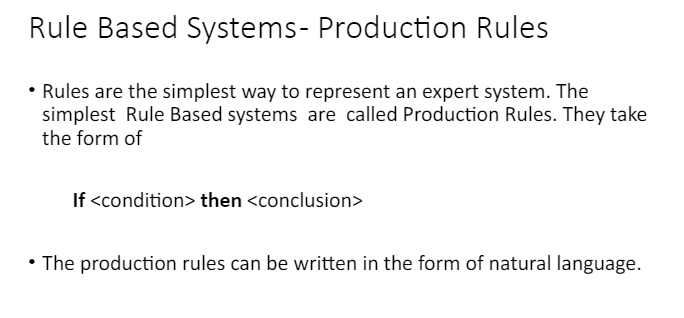 Rule Based Systems- Production Rules
• Rules are the simplest way to represent an expert system. The
simplest  Rule Based systems  are  called Production Rules. They take
the form of
If <condition> then <conclusion>
• The production rules can be written in the form of natural language.